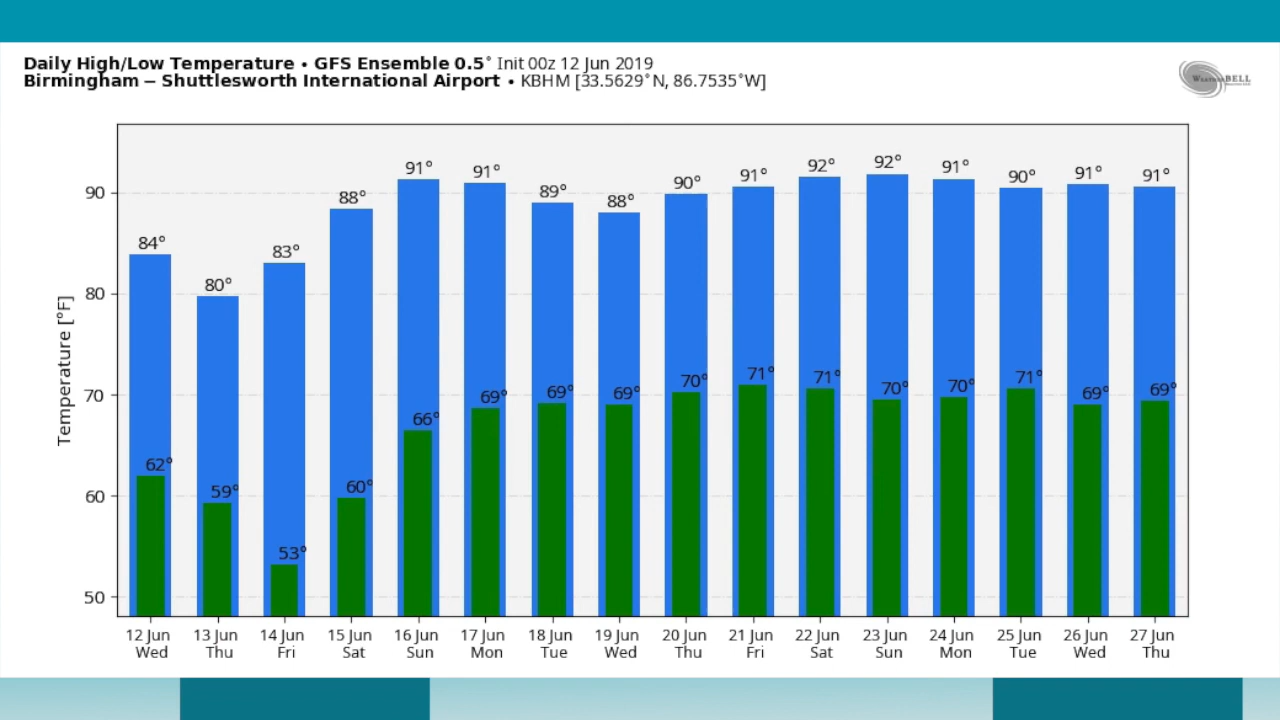 Daily High/Low Temperature • GFS Ensemble 0.5° Init 00z 12 Jun 2019
Birmingham – Shuttlesworth International Airport • KBHM [33.5629°N, 86.7535°W]
WeatherBELL
Temperature [°F]
90
80
70
60
50
84° 80° 83° 88° 91° 91° 89° 88° 90° 91° 92° 92° 91° 90° 91° 91°
62° 59° 53° 60° 66° 69° 69° 69° 70° 71° 71° 70° 70° 71° 69° 69°
12 Jun 13 Jun 14 Jun 15 Jun 16 Jun 17 Jun 18 Jun 19 Jun 20 Jun 21 Jun 22 Jun 23 Jun 24 Jun 25 Jun 26 Jun 27 Jun
Wed Thu Fri Sat Sun Mon Tue Wed Thu Fri Sat Sun Mon Tue Wed Thu